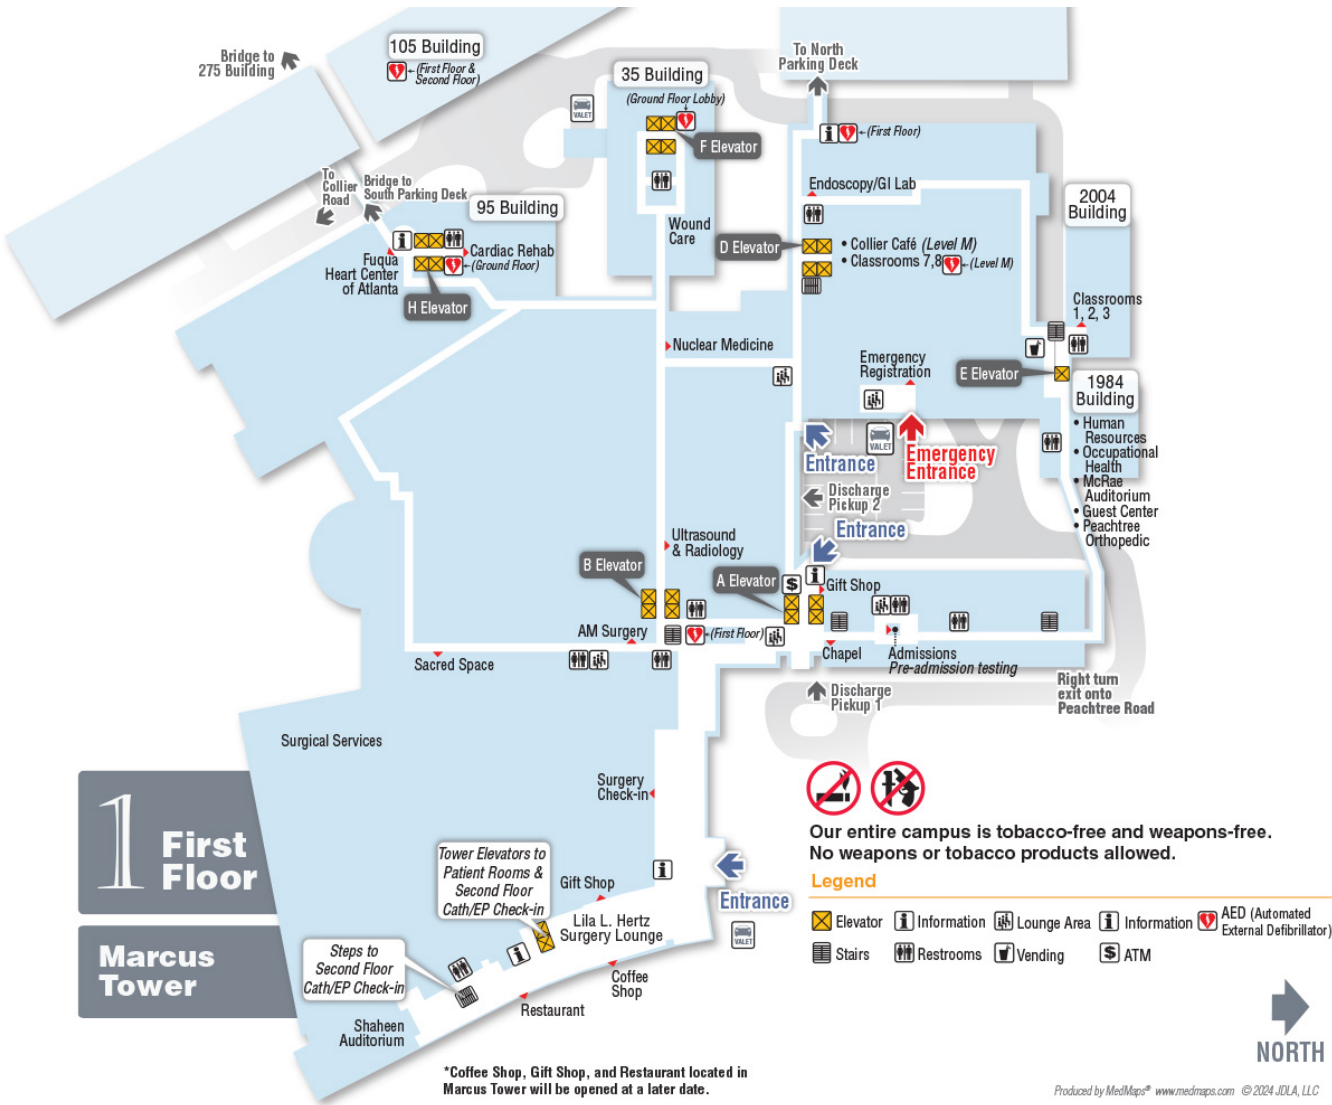 105 Building
(First Floor &
Second Floor)
Bridge to
275 Building
35 Building
(Ground Floor Lobby)
VALET
F Elevator
To North
Parking Deck
(First Floor)
To
Collier
Road
Bridge to
South Parking Deck
95 Building
Endoscopy/GI Lab
2004
Building
Wound
Care
D Elevator
• Collier Café (Level M)
• Classrooms 7,8
(Level M)
Fuqua
Heart Center
of Atlanta
Cardiac Rehab
(Ground Floor)
H Elevator
Classrooms
1, 2, 3
Nuclear Medicine
Emergency
Registration
E Elevator
1984
Building
• Human
Resources
• Occupational
Health
• McRae
Auditorium
• Guest Center
• Peachtree
Orthopedic
VALET
Entrance
Emergency
Entrance
Discharge
Pickup 2
Entrance
Ultrasound
& Radiology
B Elevator
A Elevator
$
Gift Shop
AM Surgery
(First Floor)
Sacred Space
Chapel
Admissions
Pre-admission testing
Discharge
Pickup 1
Right turn
exit onto
Peachtree Road
Surgical Services
Surgery
Check-in
1 First
Floor
Marcus
Tower
Tower Elevators to
Patient Rooms &
Second Floor
Cath/EP Check-in
Gift Shop
Lila L. Hertz
Surgery Lounge
Entrance
VALET
Steps to
Second Floor
Cath/EP Check-in
Coffee
Shop
Restaurant
Shaheen
Auditorium
*Coffee Shop, Gift Shop, and Restaurant located in
Marcus Tower will be opened at a later date.
Our entire campus is tobacco-free and weapons-free.
No weapons or tobacco products allowed.
Legend
Elevator
Information
Lounge Area
Information
AED (Automated
External Defibrillator)
Stairs
Restrooms
Vending
$ ATM
NORTH
Produced by MedMaps® www.medmaps.com © 2024 JDLA, LLC